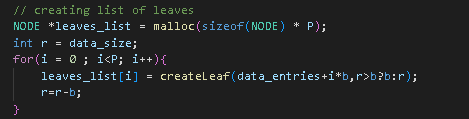 // creating list of leaves
NODE *leaves_list = malloc(sizeof(NODE) * P);
int r = data_size;
for(i = 0 ; i<P; i++){
leaves_list[i] = createLeaf(data_entries+i*b,r>b?b:r);
r=r-b;
}